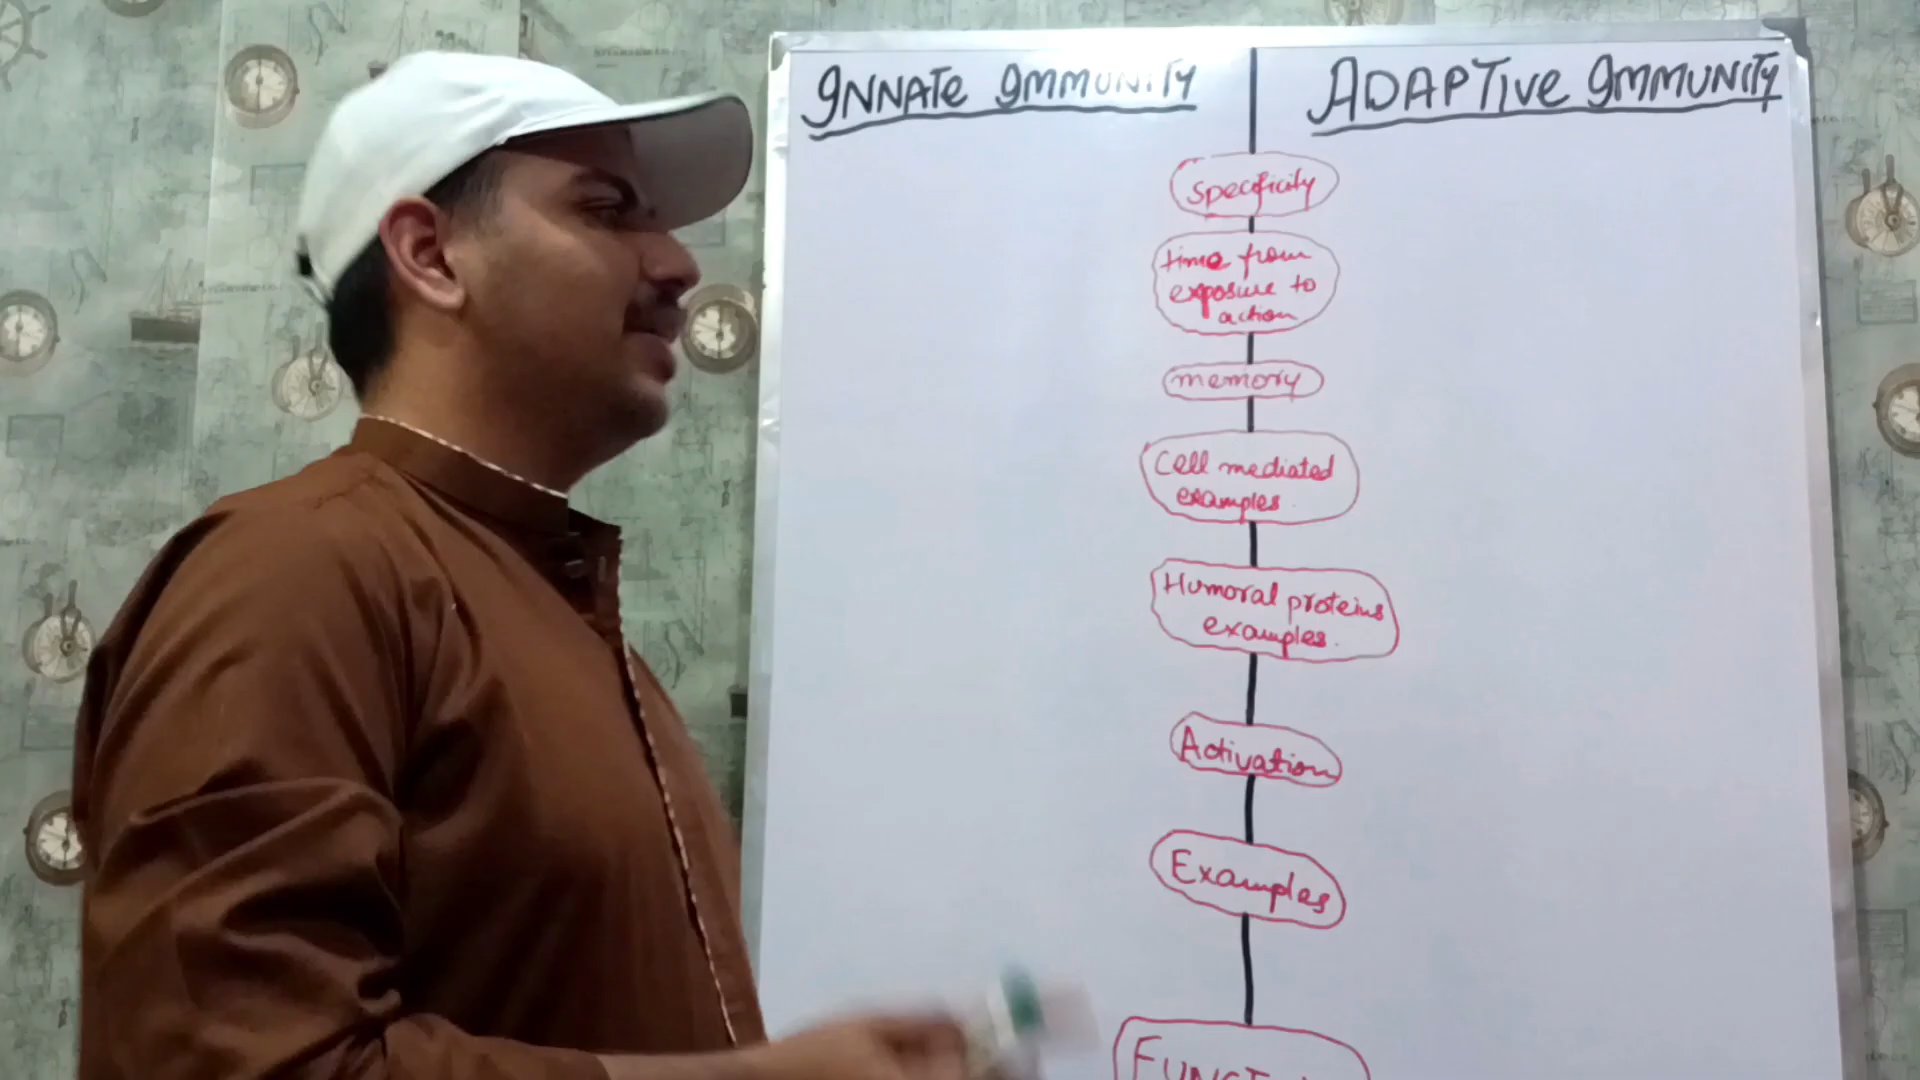 INNATE IMMUNITY
ADAPTIVE IMMUNITY
specificity
time from
exposure to
action
memory
Cell mediated
examples.
Humoral proteins
examples.
Activation
Examples